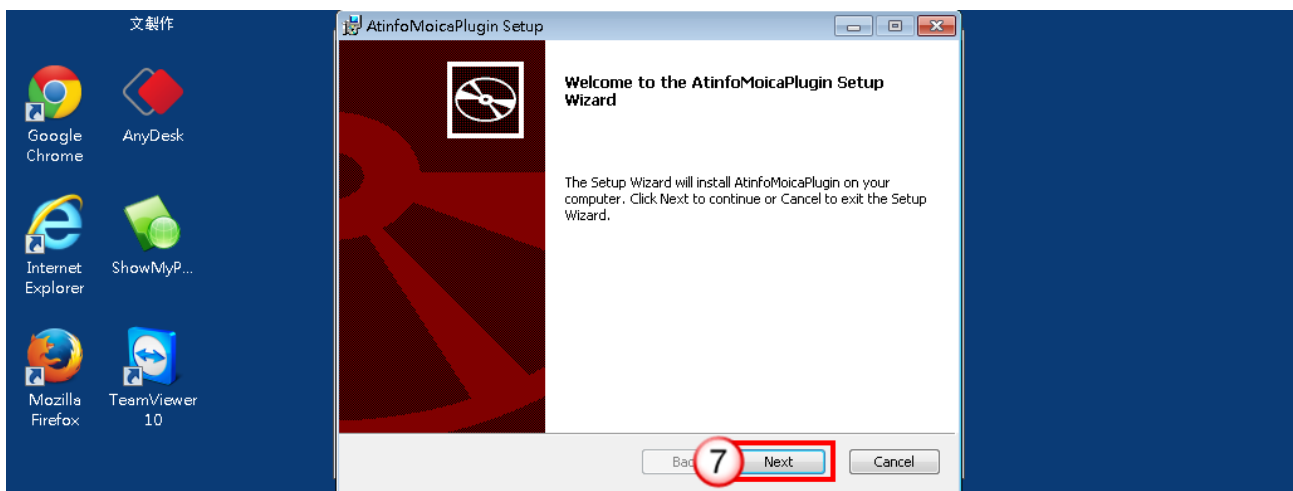 文製作
Google
Chrome
AnyDesk
Internet
Explorer
ShowMyP...
Mozilla
Firefox
TeamViewer
10
AtinfoMoicaPlugin Setup
Welcome to the AtinfoMoicaPlugin Setup
Wizard
The Setup Wizard will install AtinfoMoicaPlugin on your
computer. Click Next to continue or Cancel to exit the Setup
Wizard.
7
Next
Cancel